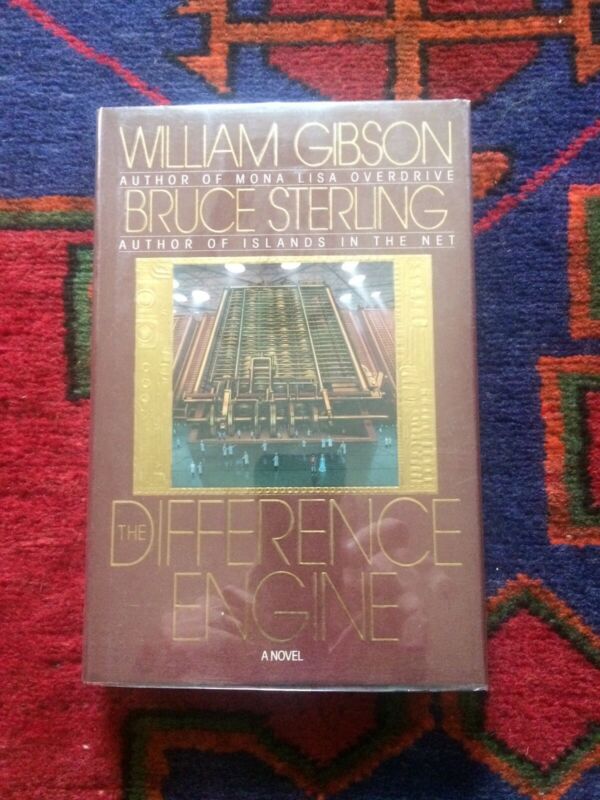 WILLIAM GIBSON
AUTHOR OF MONA LISA OVERDRIVE
BRUCE STERLING
AUTHOR OF ISLANDS IN THE NET
THE DIFFERENCE
ENGINE
A NOVEL